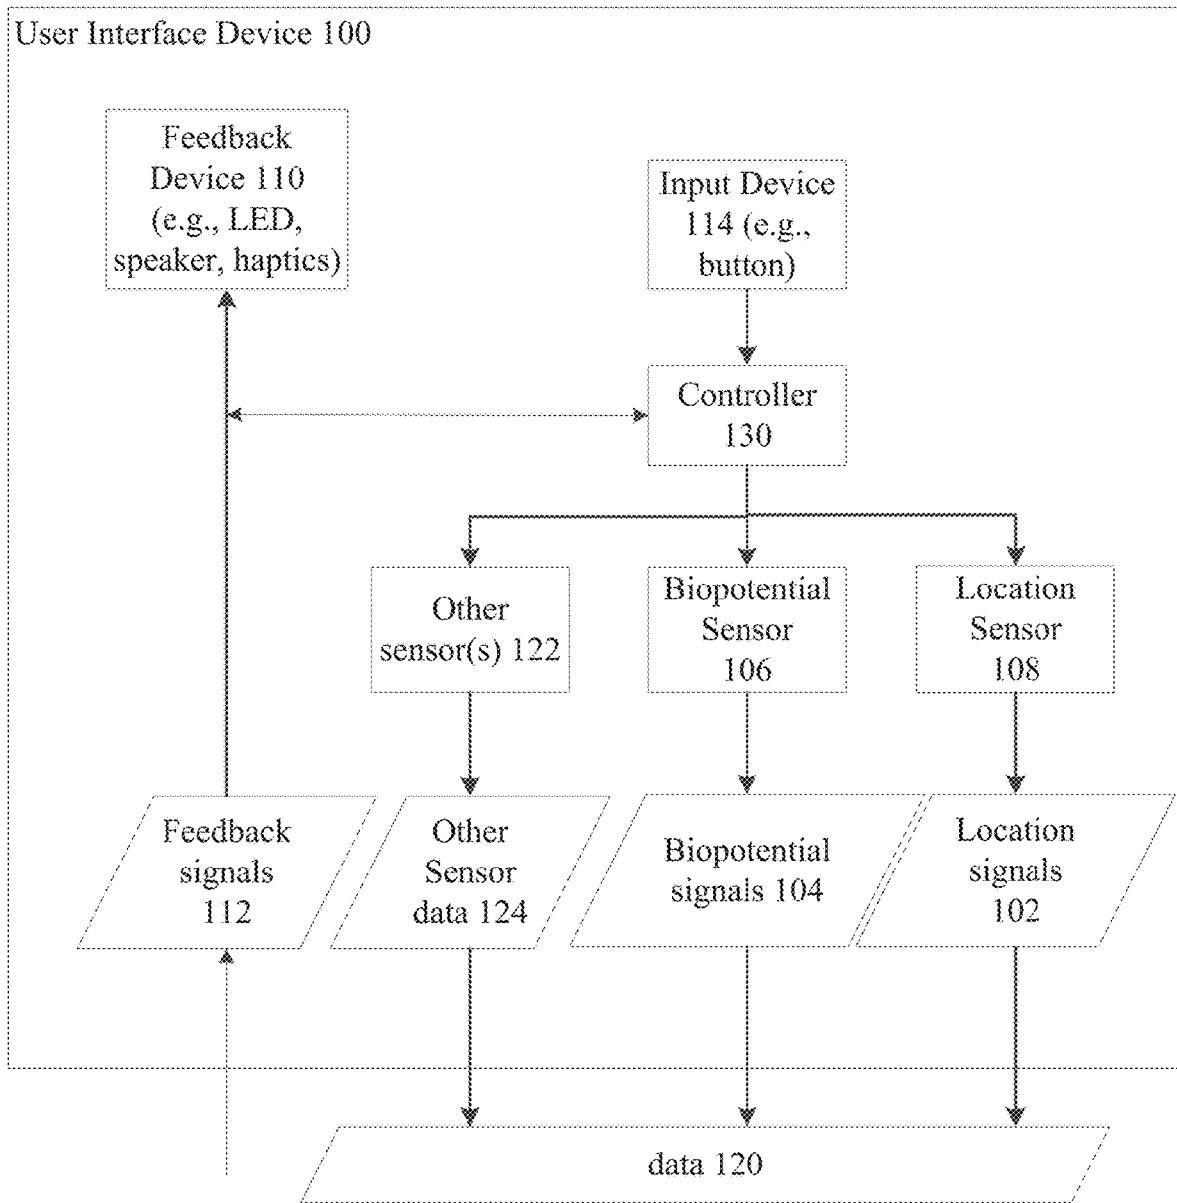 User Interface Device 100
Feedback
Device 110
(e.g., LED,
speaker, haptics)
Input Device
114 (e.g.,
button)
Controller
130
Other
sensor(s) 122
Biopotential
Sensor
106
Location
Sensor
108
Feedback
signals
112
Other
Sensor
data 124
Biopotential
signals 104
Location
signals
102
data 120